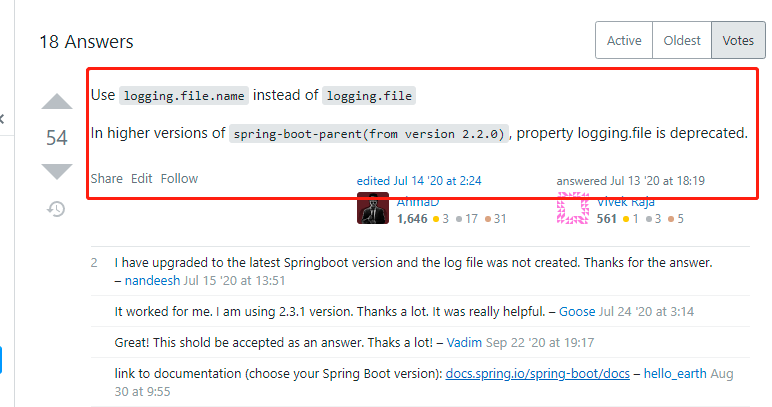 18 Answers
Active Oldest Votes
Use logging.file.name instead of logging.file
54
In higher versions of spring-boot-parent(from version 2.2.0), property logging.file is deprecated.
Share Edit Follow
edited Jul 14 '20 at 2:24
AhmaD
1,646 3 17 31
answered Jul 13 '20 at 18:19
Vivek Raja
561 1 3 5
2 I have upgraded to the latest Springboot version and the log file was not created. Thanks for the answer.
– nandeesh Jul 15 '20 at 13:51
It worked for me. I am using 2.3.1 version. Thanks a lot. It was really helpful. – Goose Jul 24 '20 at 3:14
Great! This shold be accepted as an answer. Thaks a lot! – Vadim Sep 22 '20 at 19:17
link to documentation (choose your Spring Boot version): docs.spring.io/spring-boot/docs – hello_earth Aug
30 at 9:55